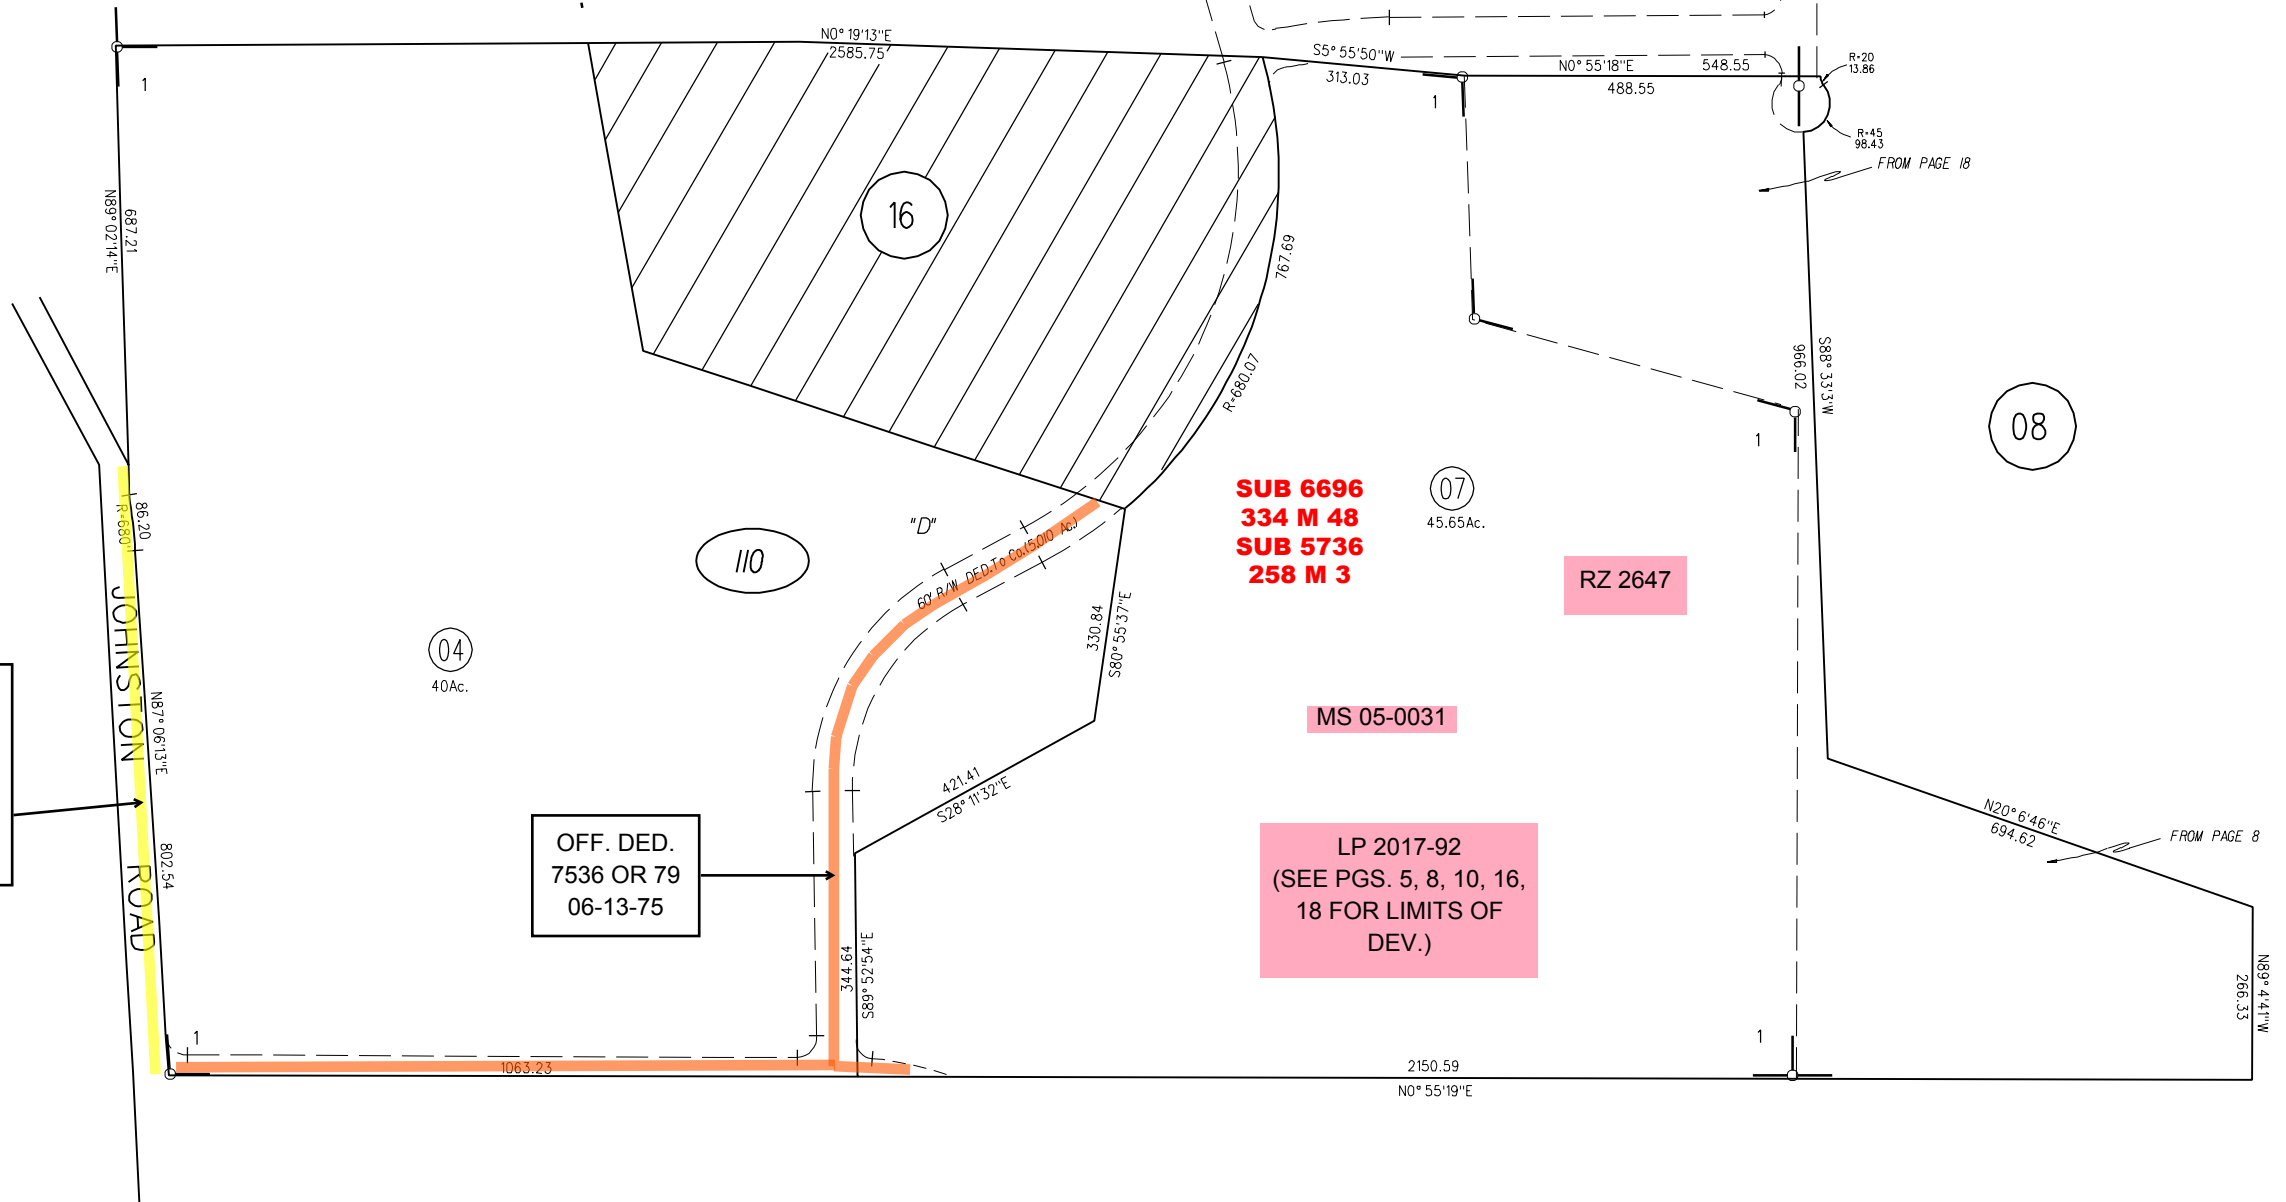 N0° 19'13"E
2585.75
S5° 55'50"W
313.03
N0° 55'18"E
548.55
488.55
R=20
13.86
R=45
98.43
FROM PAGE 18
1
1
16
N89° 02'14"E
687.21
767.69
R=680.07
966.02
S88° 33'3"W
08
1
86.20
R=680'
"D"
110
60' R/W DED.To Co.(5.010 Ac.)
SUB 6696
334 M 48
SUB 5736
258 M 3
07
45.65Ac.
RZ 2647
JOHNSTON ROAD
04
40Ac.
330.84
S80° 55'37"E
N87° 06'13"E
802.54
MS 05-0031
421.41
S28° 11'32"E
OFF. DED.
7536 OR 79
06-13-75
LP 2017-92
(SEE PGS. 5, 8, 10, 16,
18 FOR LIMITS OF
DEV.)
N20° 6'46"E
694.62
FROM PAGE 8
344.64
S89° 52'54"E
266.33
N89° 4'41"W
1
1
1063.23
2150.59
N0° 55'19"E